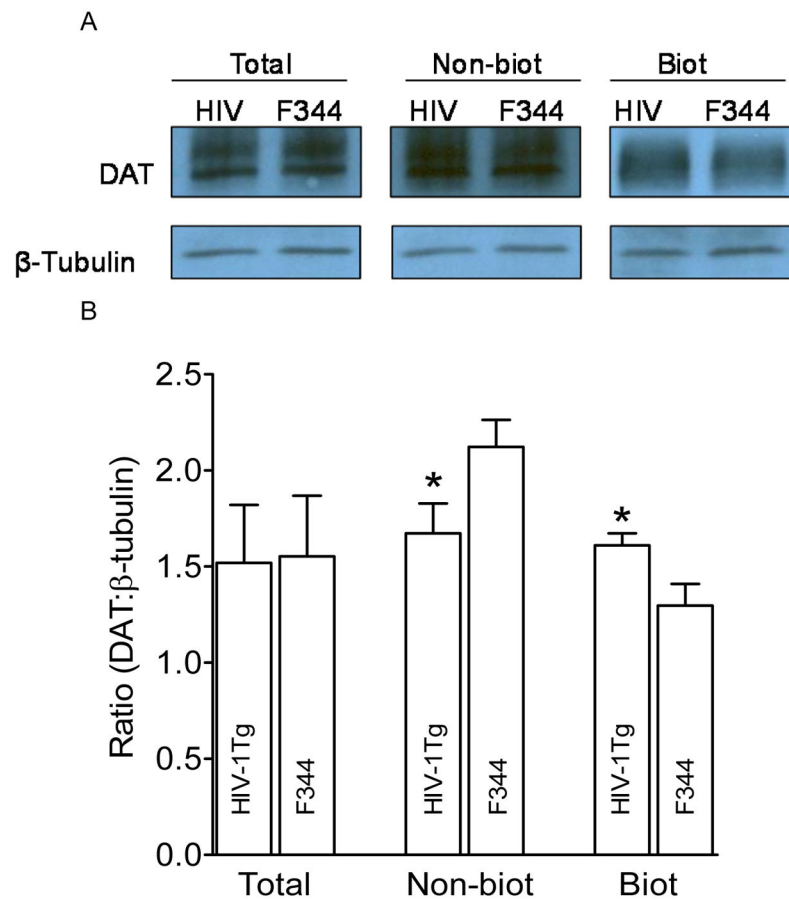 A
Total Non-biot Biot
HIV F344 HIV F344 HIV F344
DAT
β-Tubulin
B
Ratio (DAT:β-tubulin)
2.5
2.0
1.5
1.0
0.5
0.0
* *
HIV-1Tg F344 HIV-1Tg F344 HIV-1Tg F344
Total Non-biot Biot